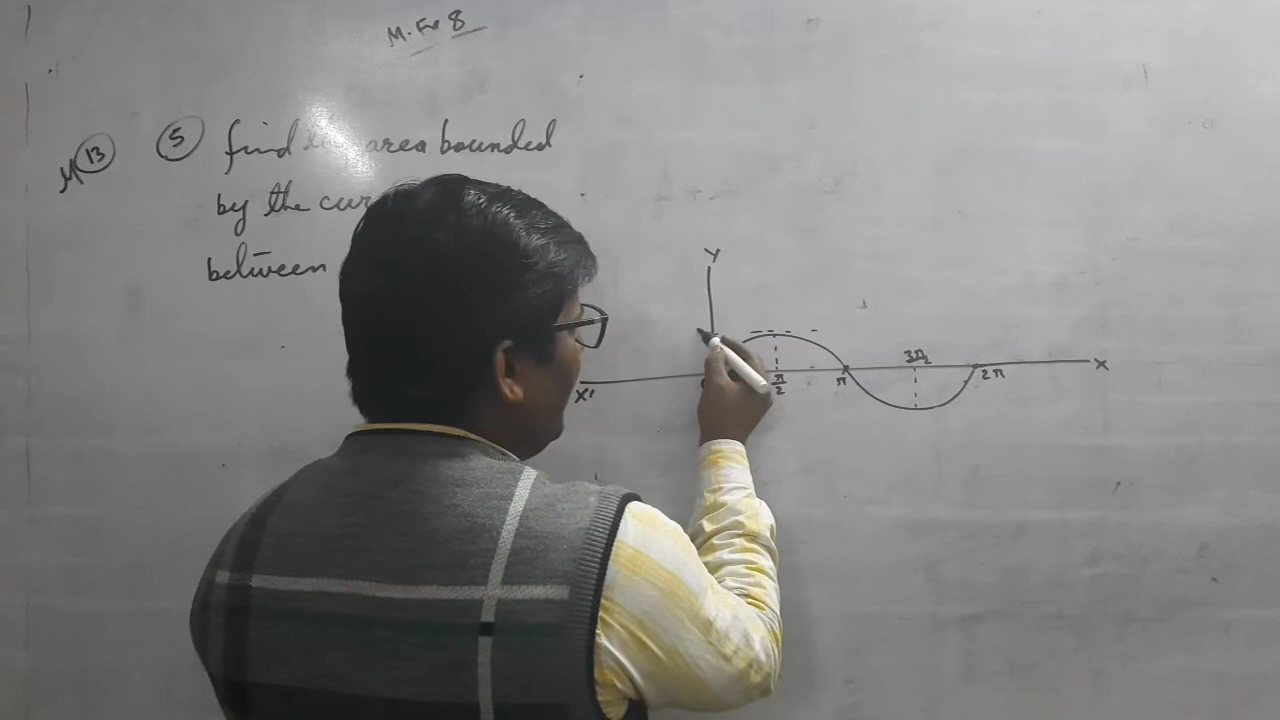 M.Ex 8
M 13 5 find the area bounded
by the cur
between
Y
3π/2
X' π/2 π 2π X